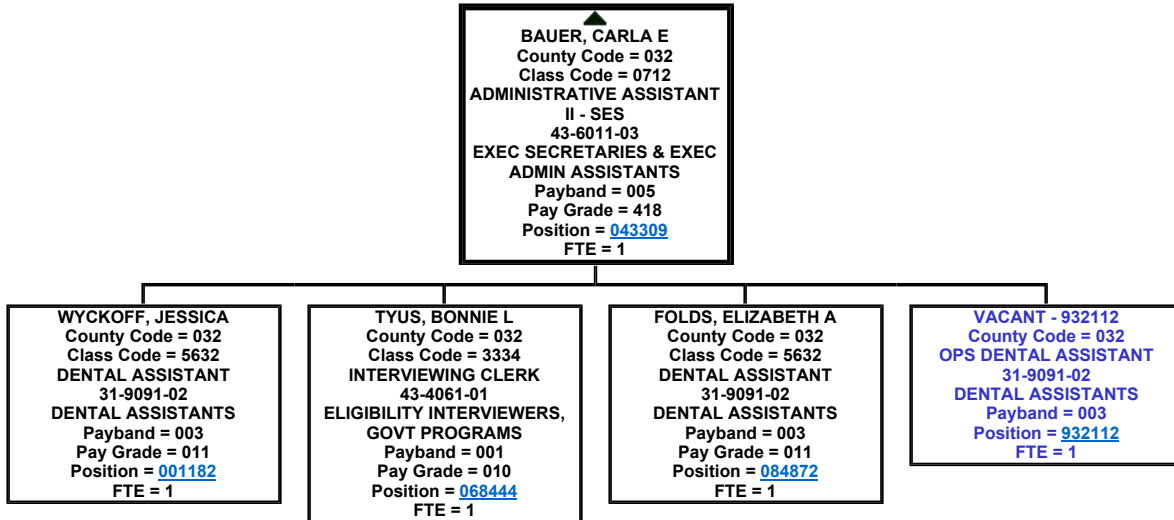 BAUER, CARLA E
County Code = 032
Class Code = 0712
ADMINISTRATIVE ASSISTANT
II - SES
43-6011-03
EXEC SECRETARIES & EXEC
ADMIN ASSISTANTS
Payband = 005
Pay Grade = 418
Position = 043309
FTE = 1
WYCKOFF, JESSICA
County Code = 032
Class Code = 5632
DENTAL ASSISTANT
31-9091-02
DENTAL ASSISTANTS
Payband = 003
Pay Grade = 011
Position = 001182
FTE = 1
TYUS, BONNIE L
County Code = 032
Class Code = 3334
INTERVIEWING CLERK
43-4061-01
ELIGIBILITY INTERVIEWERS,
GOVT PROGRAMS
Payband = 001
Pay Grade = 010
Position = 068444
FTE = 1
FOLDS, ELIZABETH A
County Code = 032
Class Code = 5632
DENTAL ASSISTANT
31-9091-02
DENTAL ASSISTANTS
Payband = 003
Pay Grade = 011
Position = 084872
FTE = 1
VACANT - 932112
County Code = 032
OPS DENTAL ASSISTANT
31-9091-02
DENTAL ASSISTANTS
Payband = 003
Position = 932112
FTE = 1